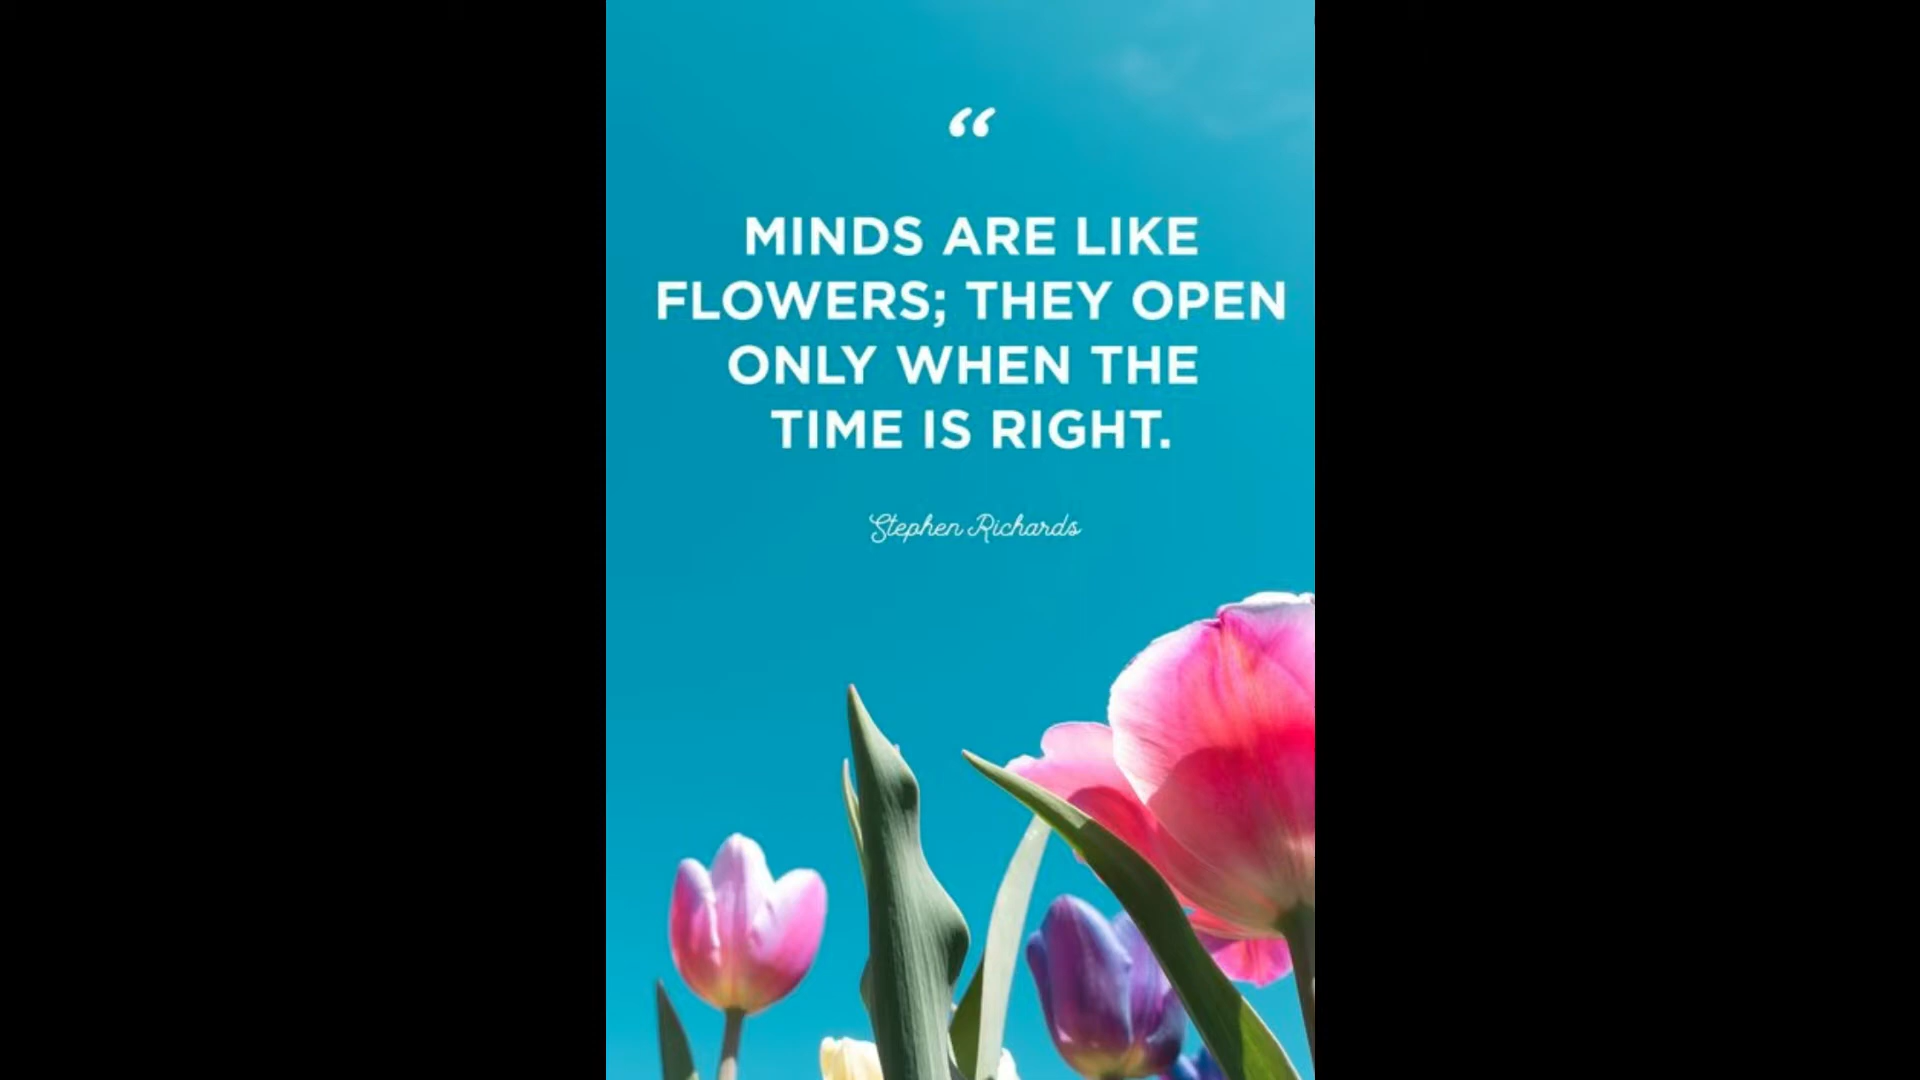 “
MINDS ARE LIKE
FLOWERS; THEY OPEN
ONLY WHEN THE
TIME IS RIGHT.
Stephen Richards